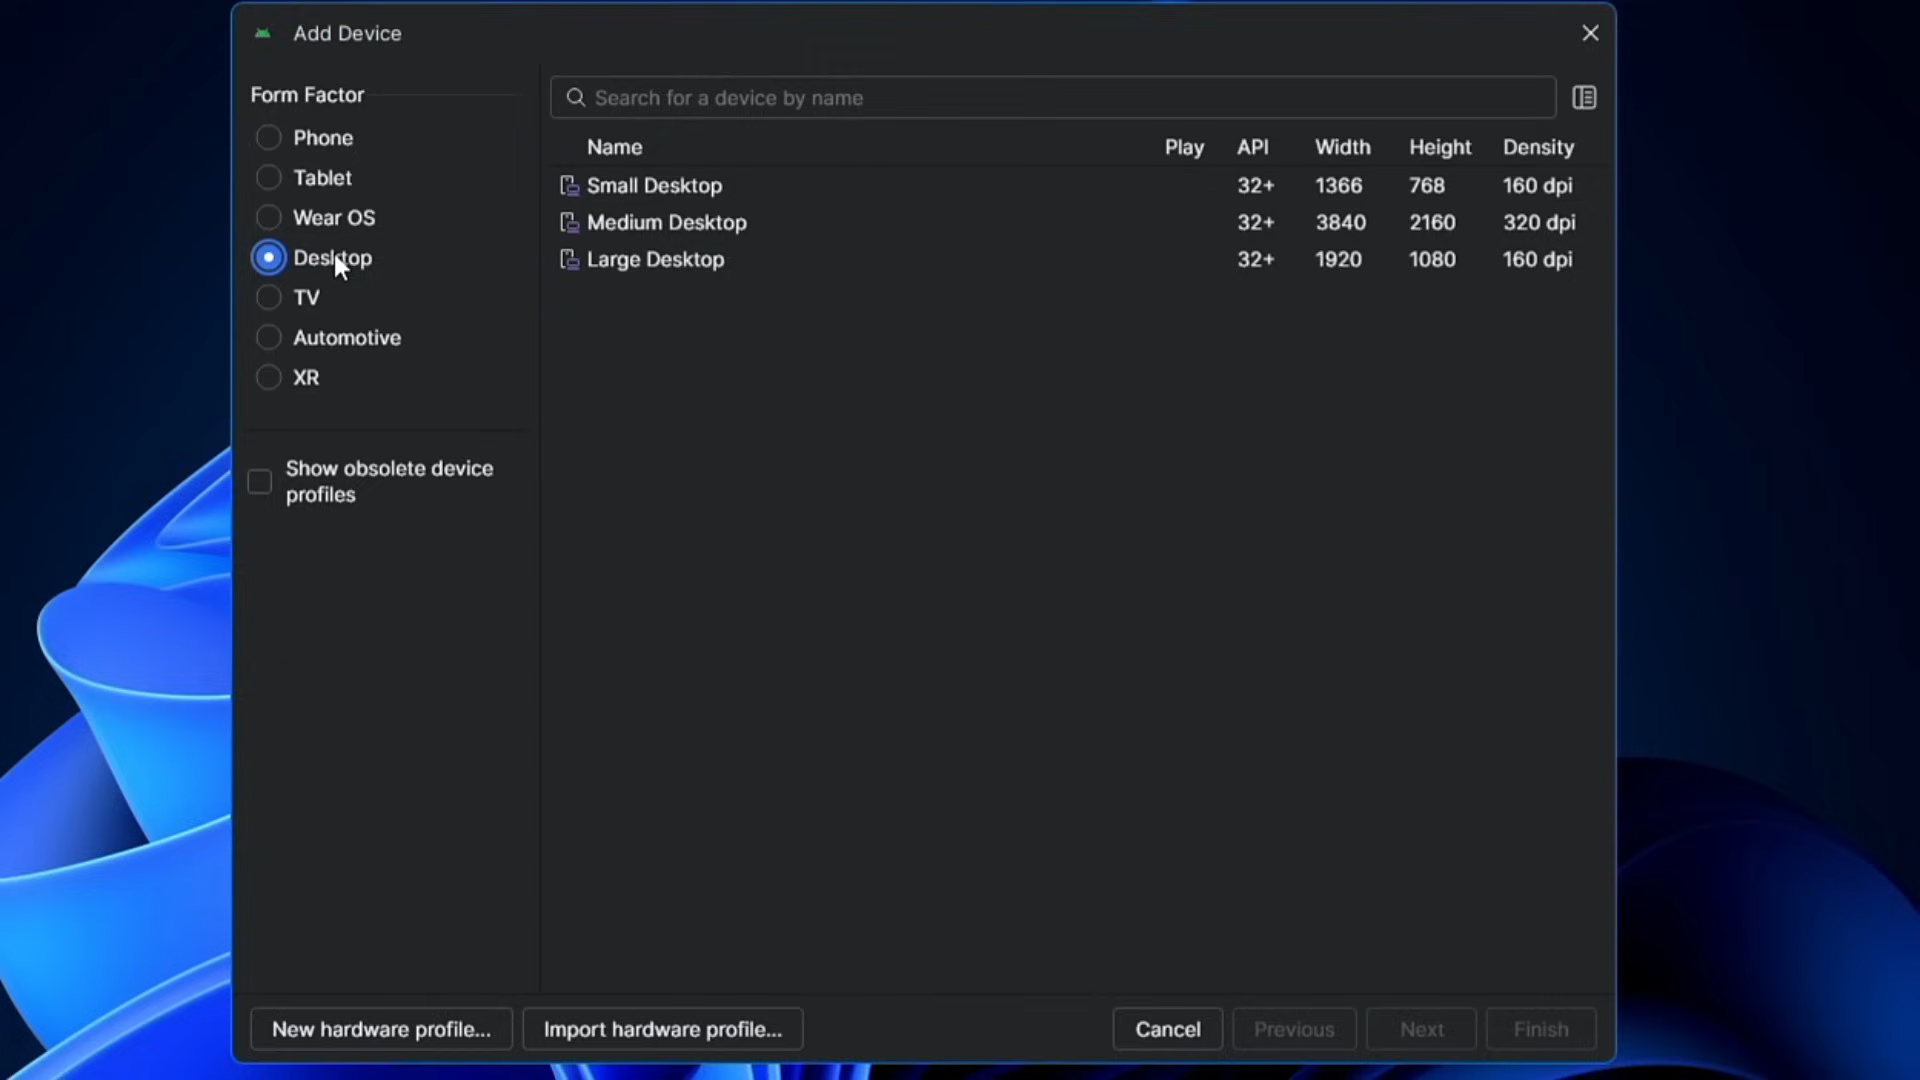 Add Device
Form Factor
Phone
Tablet
Wear OS
Desktop
TV
Automotive
XR
Show obsolete device
profiles
Search for a device by name
Name Play API Width Height Density
Small Desktop 32+ 1366 768 160 dpi
Medium Desktop 32+ 3840 2160 320 dpi
Large Desktop 32+ 1920 1080 160 dpi
New hardware profile... Import hardware profile... Cancel Previous Next Finish